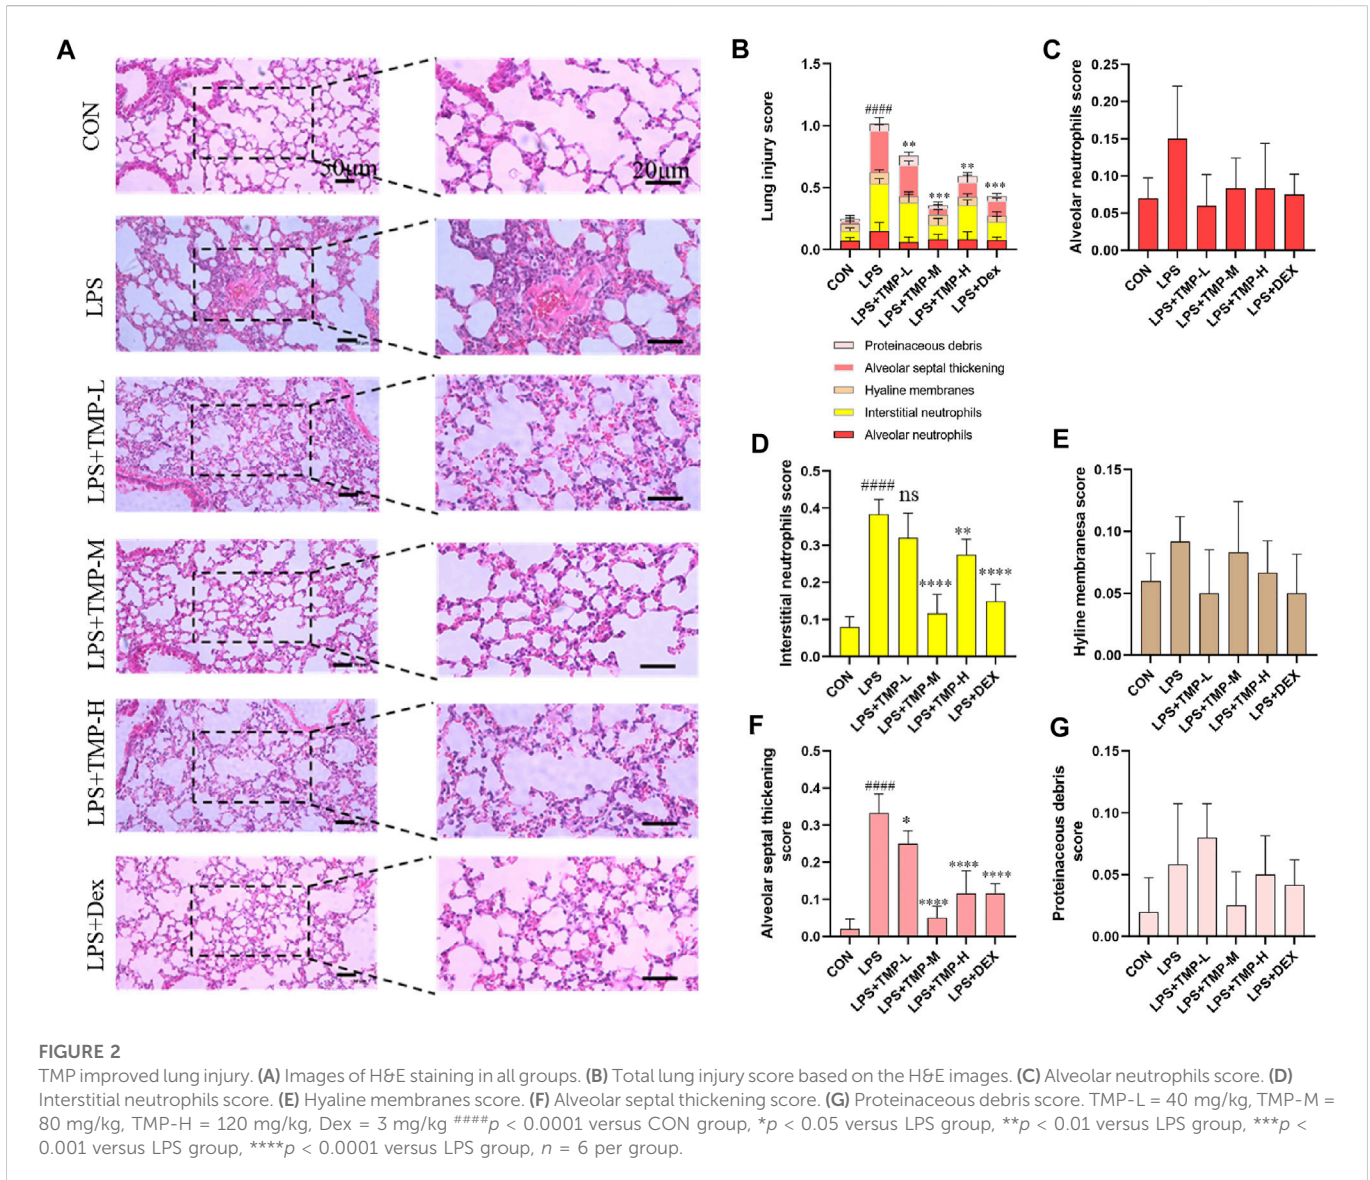 A
CON
50μm
20μm
LPS
LPS+TMP-L
LPS+TMP-M
LPS+TMP-H
LPS+Dex
B
Lung injury score
1.5
1.0
0.5
0.0
####
**
***
**
***
CON
LPS
LPS+TMP-L
LPS+TMP-M
LPS+TMP-H
LPS+Dex
Proteinaceous debris
Alveolar septal thickening
Hyaline membranes
Interstitial neutrophils
Alveolar neutrophils
C
Alveolar neutrophils score
0.25
0.20
0.15
0.10
0.05
0.00
CON
LPS
LPS+TMP-L
LPS+TMP-M
LPS+TMP-H
LPS+DEX
D
Interstitial neutrophils score
0.5
0.4
0.3
0.2
0.1
0.0
####
ns
****
**
****
CON
LPS
LPS+TMP-L
LPS+TMP-M
LPS+TMP-H
LPS+DEX
E
Hyline membranesa score
0.15
0.10
0.05
0.00
CON
LPS
LPS+TMP-L
LPS+TMP-M
LPS+TMP-H
LPS+DEX
F
Alveolar septal thickening
score
0.5
0.4
0.3
0.2
0.1
0.0
####
*
****
****
****
CON
LPS
LPS+TMP-L
LPS+TMP-M
LPS+TMP-H
LPS+DEX
G
Proteinaceous debris
score
0.15
0.10
0.05
0.00
CON
LPS
LPS+TMP-L
LPS+TMP-M
LPS+TMP-H
LPS+DEX
FIGURE 2
TMP improved lung injury. (A) Images of H&E staining in all groups. (B) Total lung injury score based on the H&E images. (C) Alveolar neutrophils score. (D)
Interstitial neutrophils score. (E) Hyaline membranes score. (F) Alveolar septal thickening score. (G) Proteinaceous debris score. TMP-L = 40 mg/kg, TMP-M =
80 mg/kg, TMP-H = 120 mg/kg, Dex = 3 mg/kg ####p < 0.0001 versus CON group, *p < 0.05 versus LPS group, **p < 0.01 versus LPS group, ***p <
0.001 versus LPS group, ****p < 0.0001 versus LPS group, n = 6 per group.